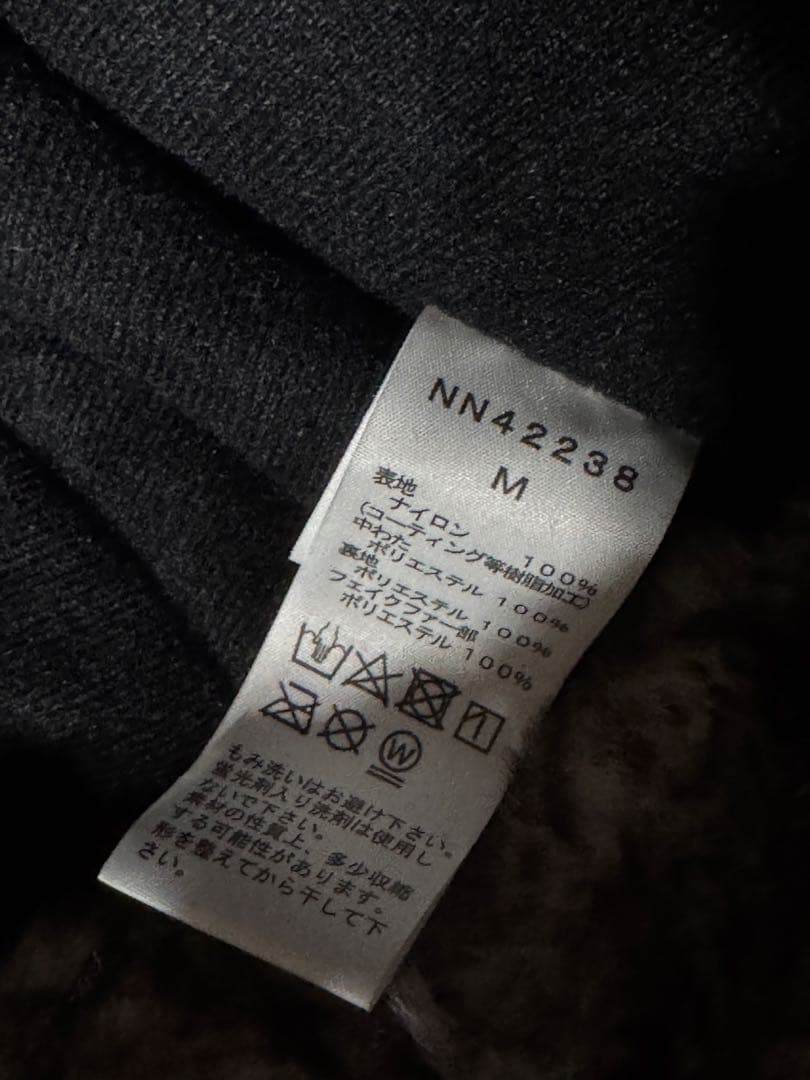 NN42238
M
表地
ナイロン 100%
(コーティング等樹脂加工)
中わた
ポリエステル 100%
裏地
ポリエステル 100%
フェイクファー部
ポリエステル 100%
W
もみ洗いはお避け下さい。
蛍光剤入り洗剤は使用し
ないで下さい。
素材の性質上、多少収縮
する可能性があります。
形を整えてから干して下
さい。